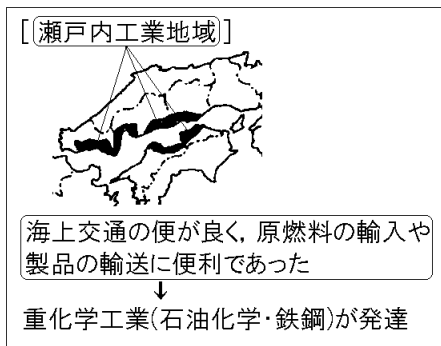 [瀬戸内工業地域]
海上交通の便が良く，原燃料の輸入や
製品の輸送に便利であった
↓
重化学工業(石油化学・鉄鋼)が発達